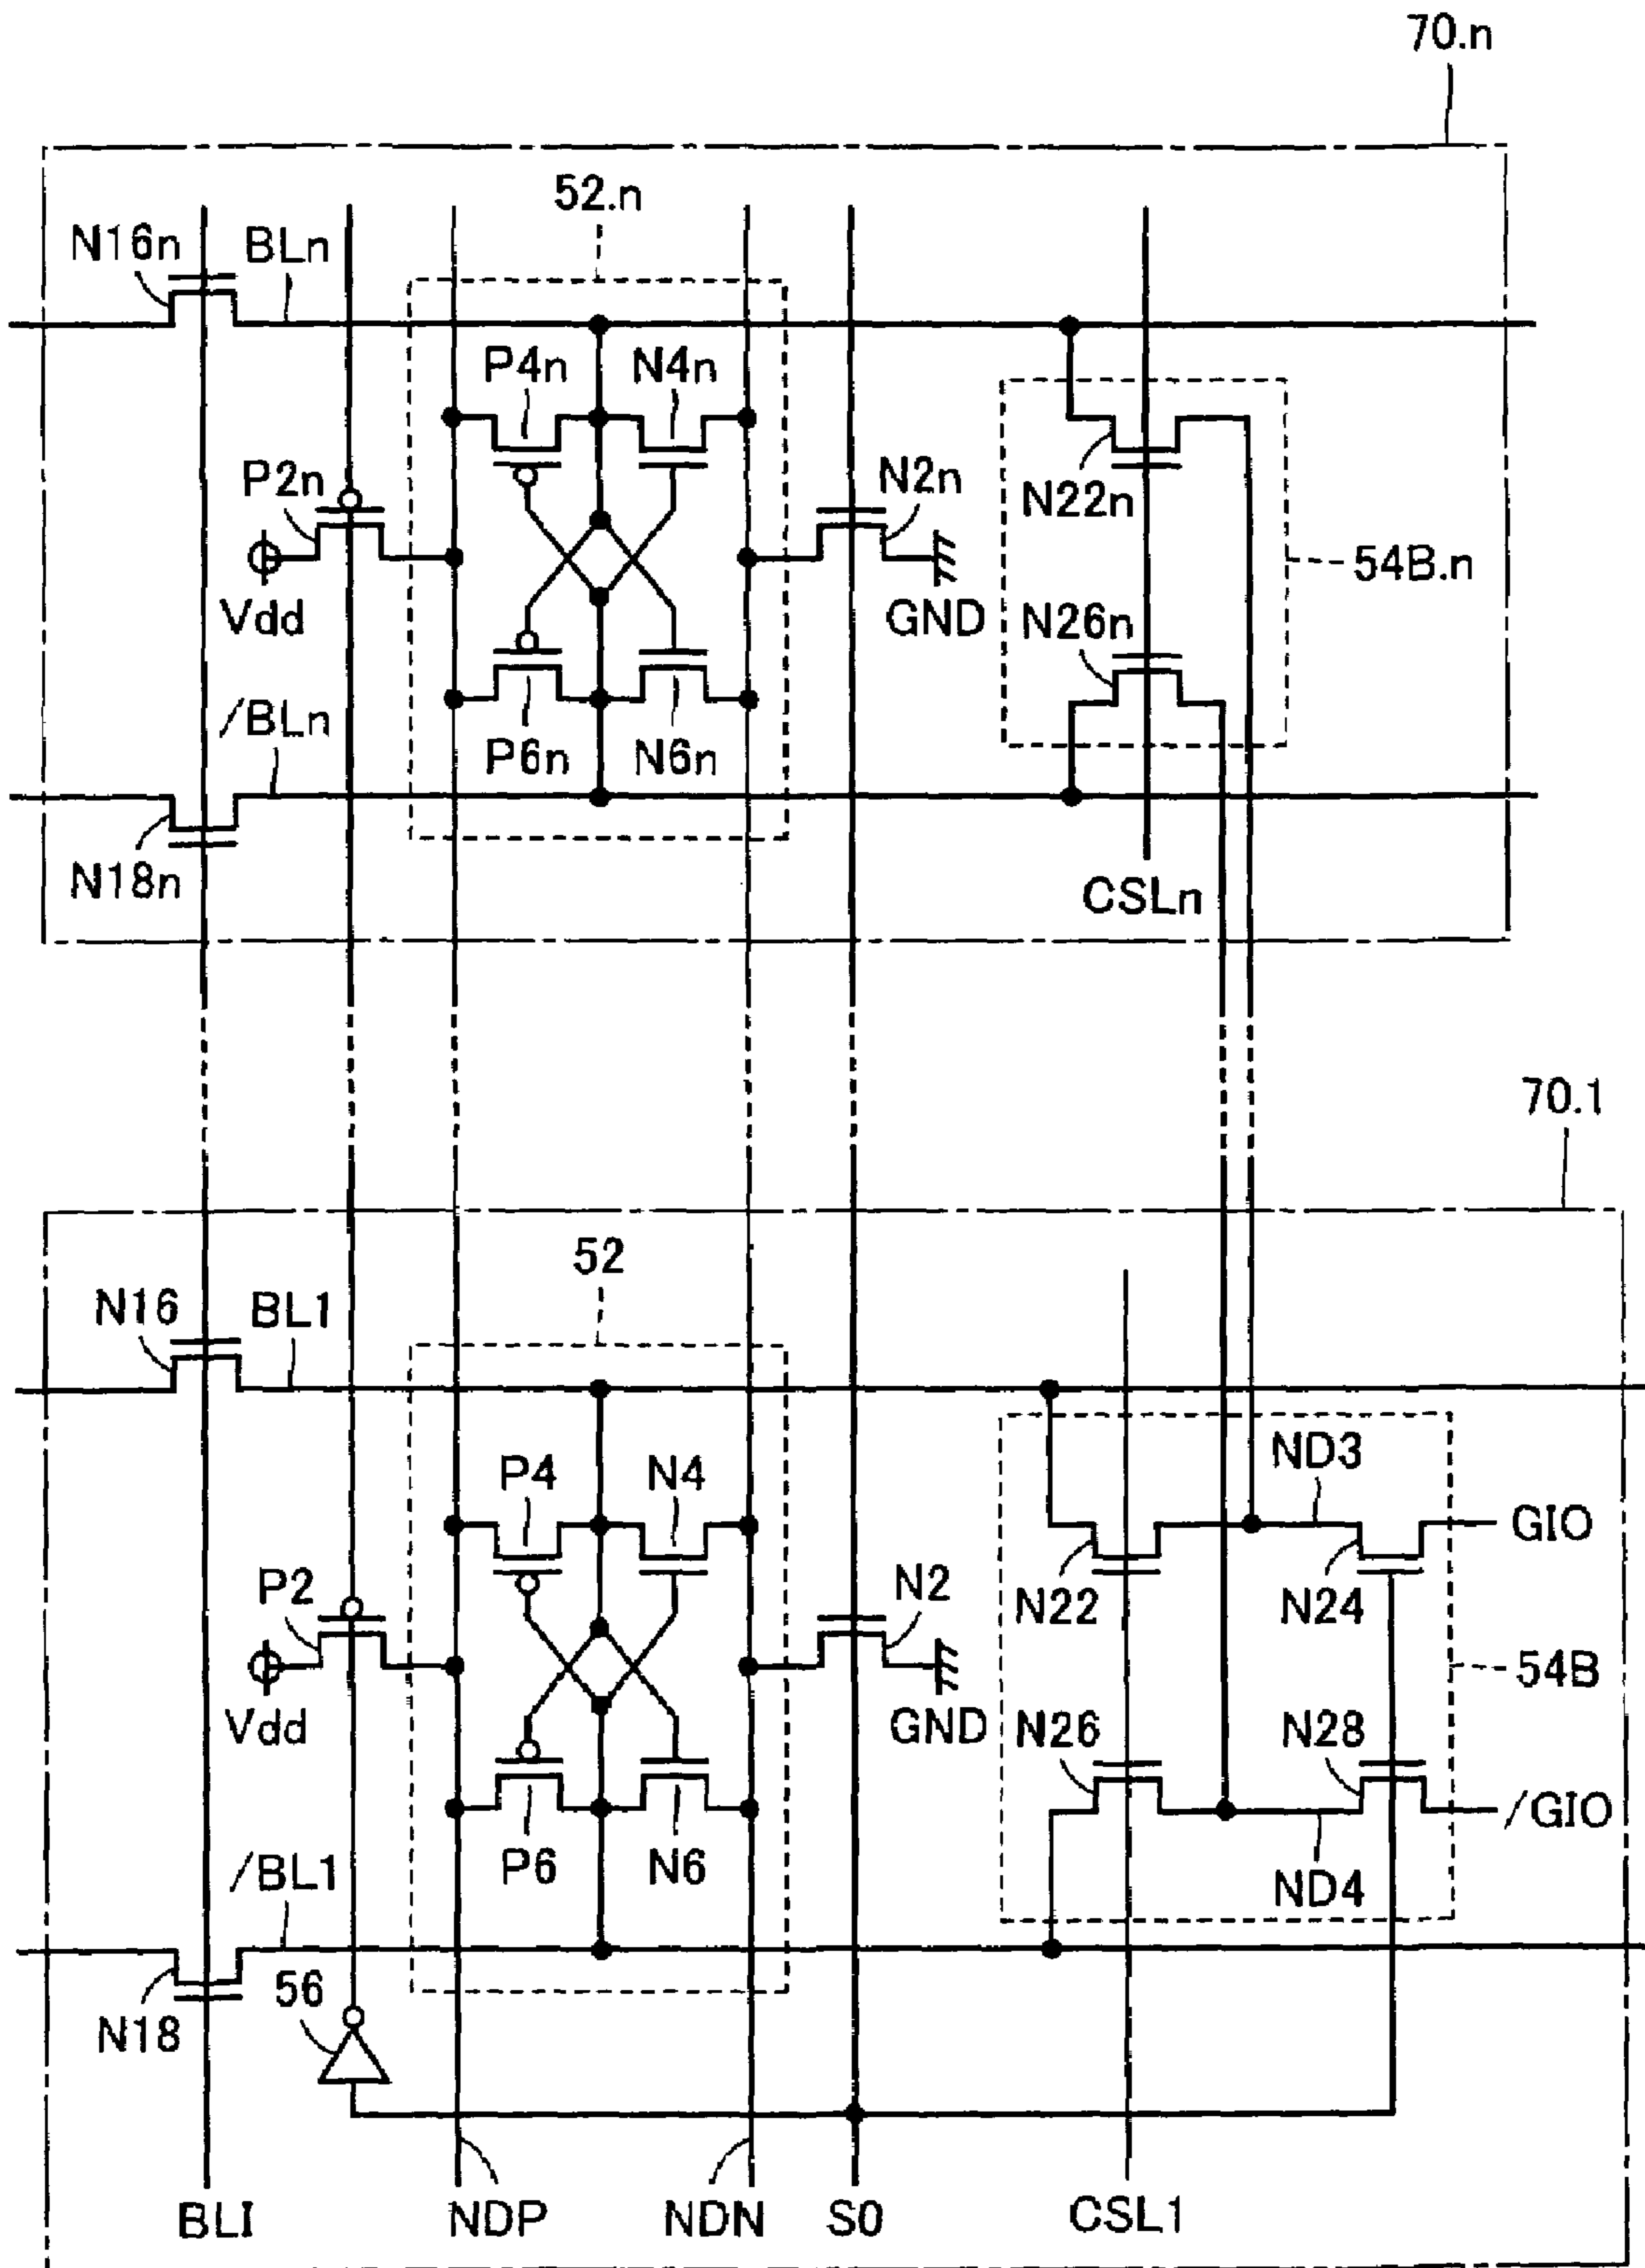 70.n
52.n
N16n
BLn
P4n
N4n
P2n
N2n
N22n
54B.n
Vdd
GND
N26n
/BLn
P6n
N6n
N18n
CSLn
70.1
52
N16
BL1
ND3
P4
N4
GIO
P2
N2
N22
N24
54B
Vdd
GND
N26
N28
/GIO
/BL1
P6
N6
ND4
56
N18
BLI
NDP
NDN
S0
CSL1